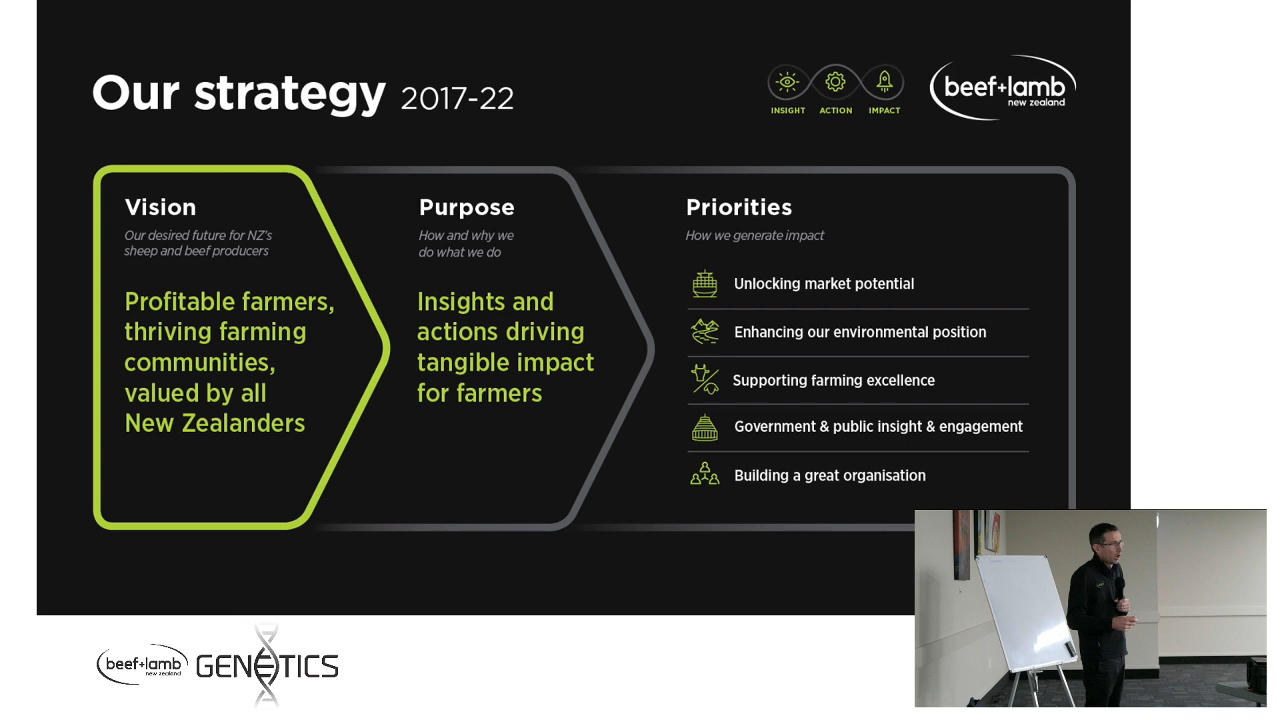 Our strategy 2017-22
INSIGHT ACTION IMPACT
beef+lamb
new zealand
Vision
Our desired future for NZ's
sheep and beef producers
Profitable farmers,
thriving farming
communities,
valued by all
New Zealanders
Purpose
How and why we
do what we do
Insights and
actions driving
tangible impact
for farmers
Priorities
How we generate impact
Unlocking market potential
Enhancing our environmental position
Supporting farming excellence
Government & public insight & engagement
Building a great organisation
beef+lamb
new zealand
GENETICS